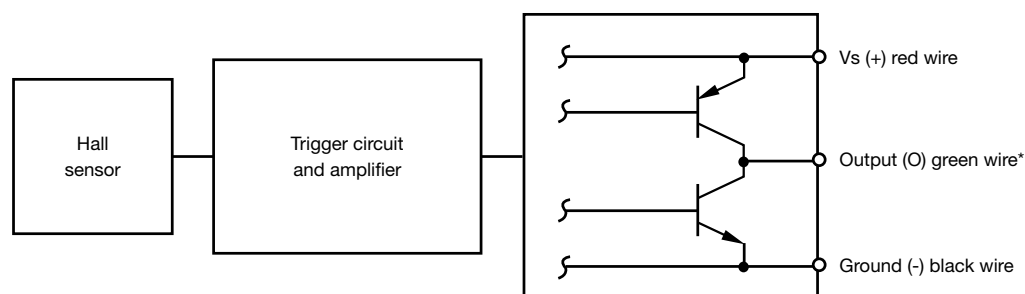 Hall
sensor
Trigger circuit
and amplifier
Vs (+) red wire
Output (O) green wire*
Ground (-) black wire